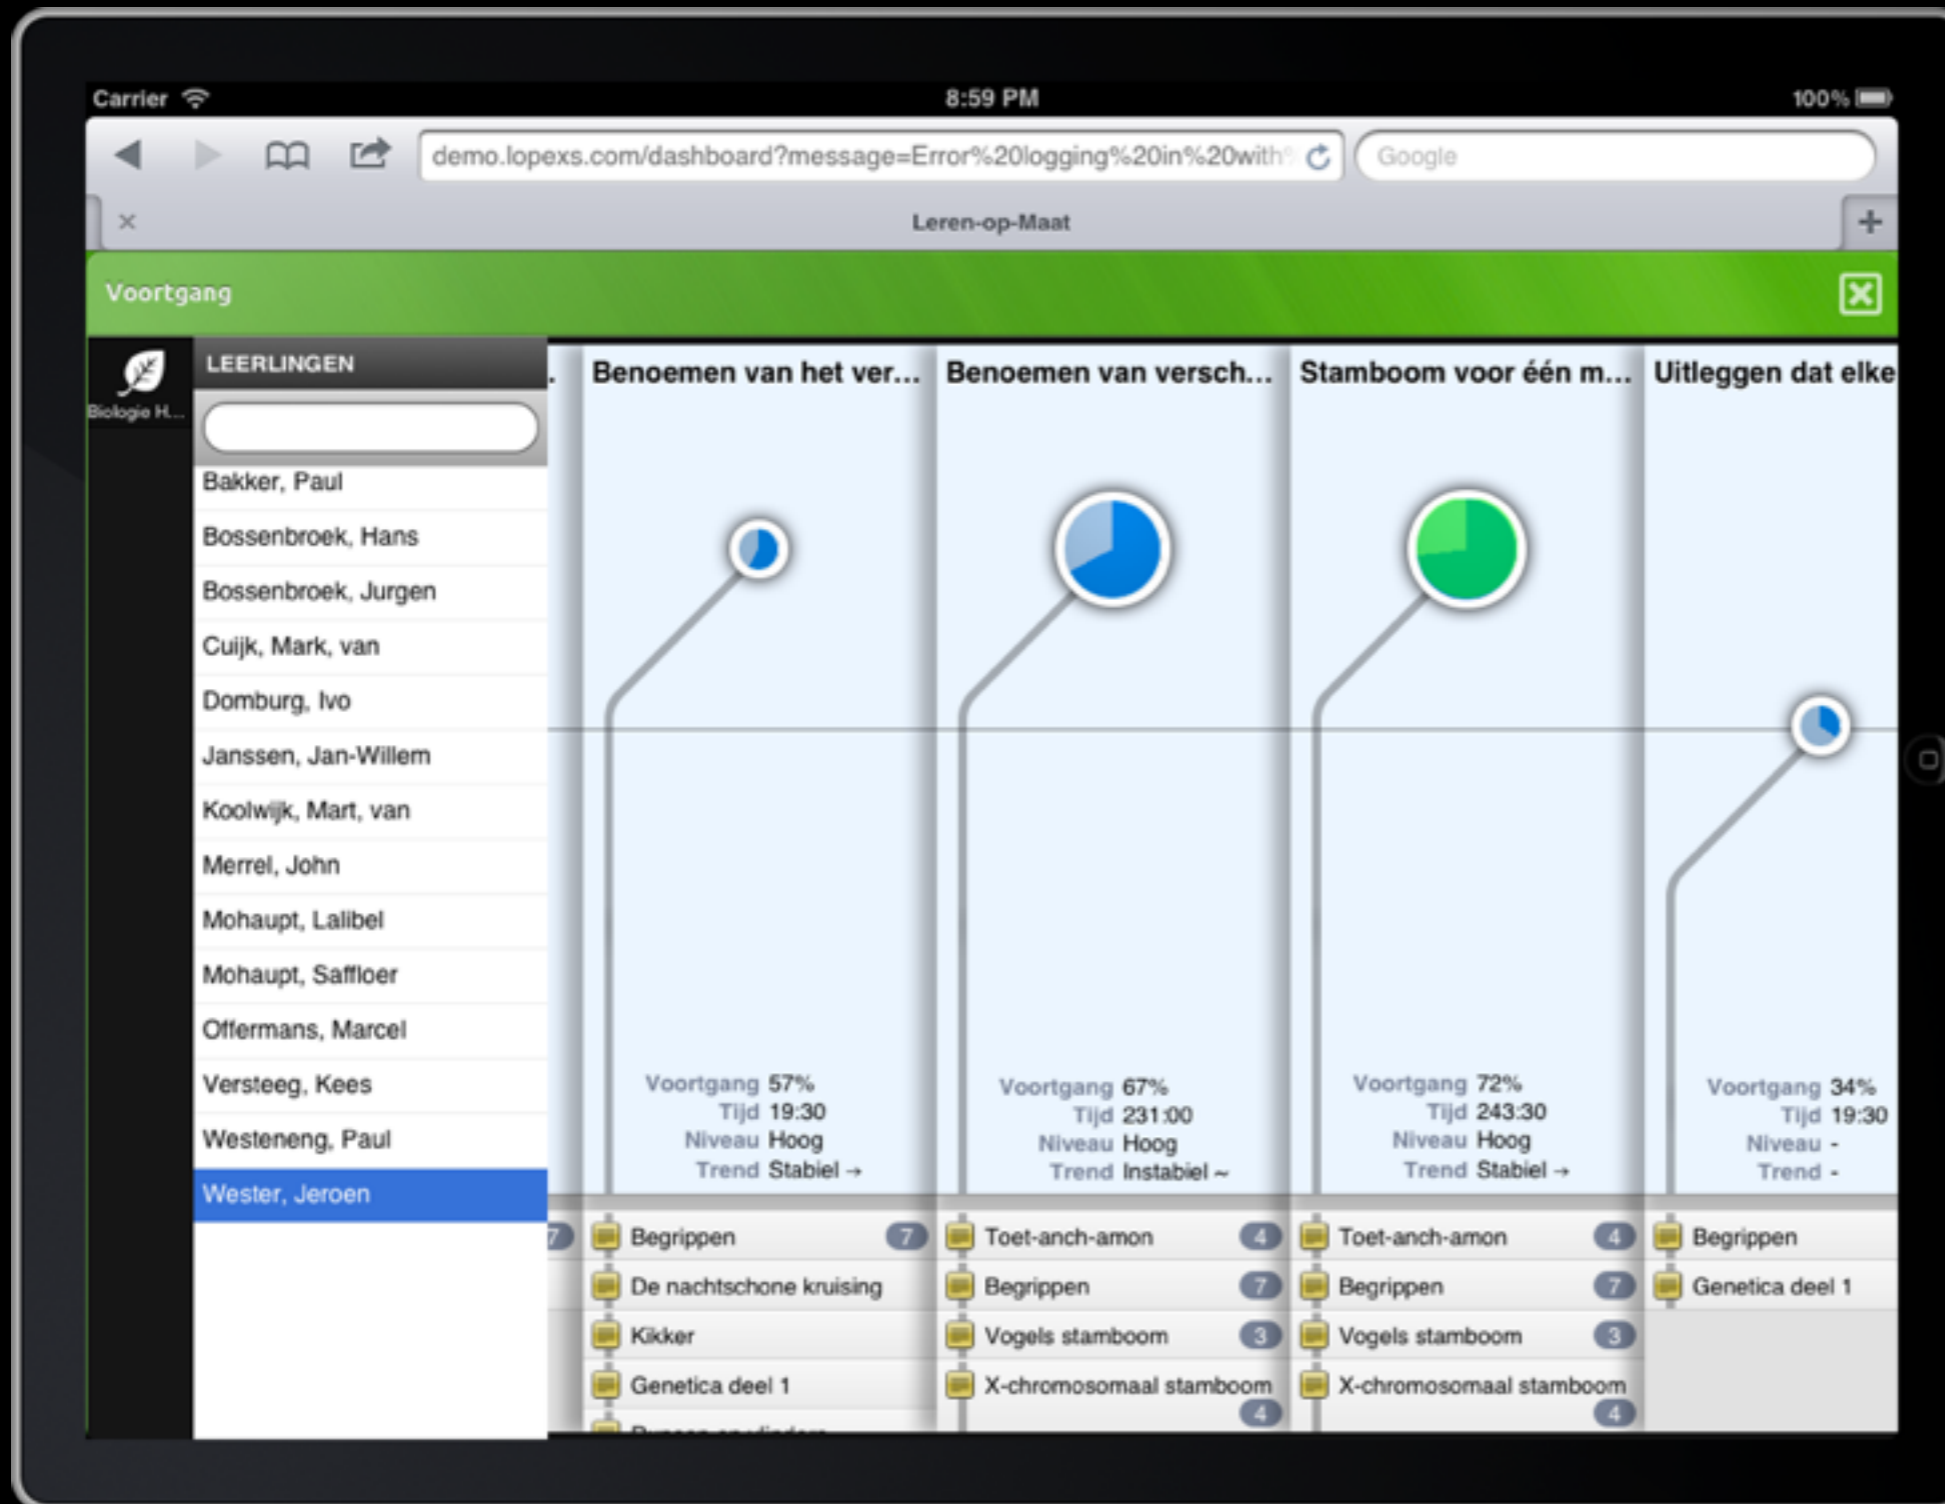 Carrier
8:59 PM
100%
demo.lopexs.com/dashboard?message=Error%20logging%20in%20with%
Google
Leren-op-Maat
Voortgang
Biologie H...
LEERLINGEN
Bakker, Paul
Bossenbroek, Hans
Bossenbroek, Jurgen
Cuijk, Mark, van
Domburg, Ivo
Janssen, Jan-Willem
Koolwijk, Mart, van
Merrel, John
Mohaupt, Lalibel
Mohaupt, Saffloer
Offermans, Marcel
Versteeg, Kees
Westeneng, Paul
Wester, Jeroen
.
7
Benoemen van het ver...
Voortgang 57%
Tijd 19:30
Niveau Hoog
Trend Stabiel →
Begrippen 7
De nachtschone kruising
Kikker
Genetica deel 1
Benoemen van versch...
Voortgang 67%
Tijd 231:00
Niveau Hoog
Trend Instabiel ~
Toet-anch-amon 4
Begrippen 7
Vogels stamboom 3
X-chromosomaal stamboom
4
Stamboom voor één m...
Voortgang 72%
Tijd 243:30
Niveau Hoog
Trend Stabiel →
Toet-anch-amon 4
Begrippen 7
Vogels stamboom 3
X-chromosomaal stamboom
4
Uitleggen dat elke
Voortgang 34%
Tijd 19:30
Niveau -
Trend -
Begrippen
Genetica deel 1